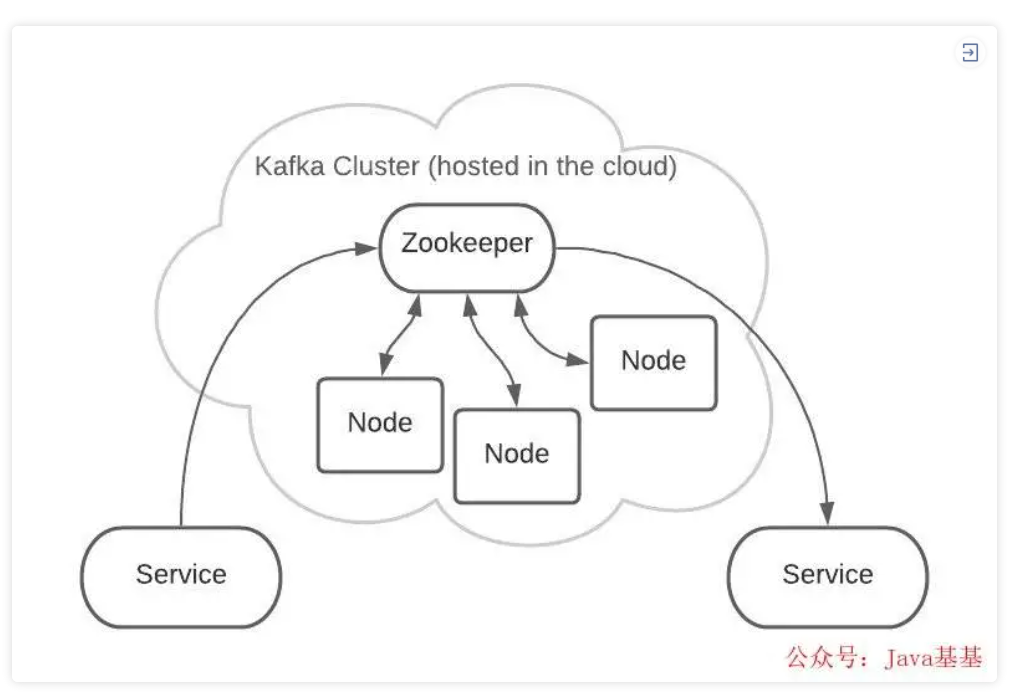 Kafka Cluster (hosted in the cloud)
Zookeeper
Node
Node
Node
Service
Service
公众号：Java基基